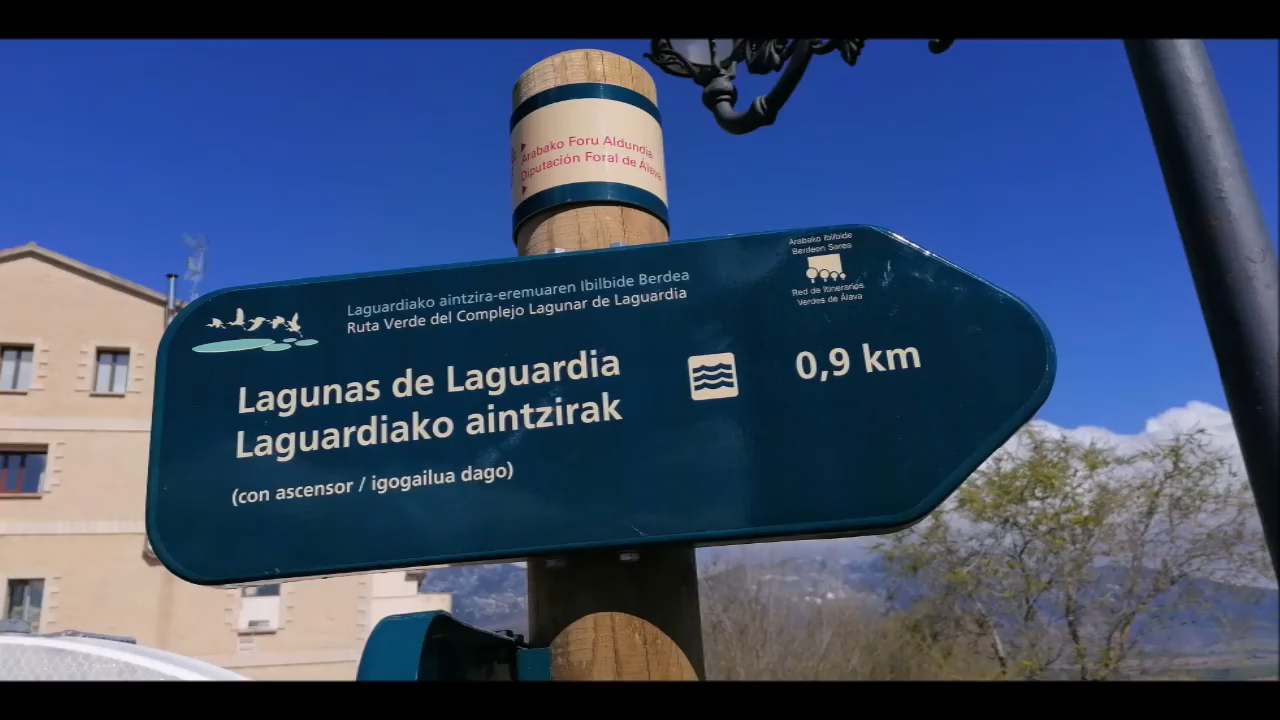 Arabako Foru Aldundia
Diputación Foral de Álava
Laguardiako aintzira-eremuaren Ibilbide Berdea
Ruta Verde del Complejo Lagunar de Laguardia
Arabako Ibilbide
Berdeen Sarea
Red de Itinerarios
Verdes de Álava
Lagunas de Laguardia
Laguardiako aintzirak
0,9 km
(con ascensor / igogailua dago)